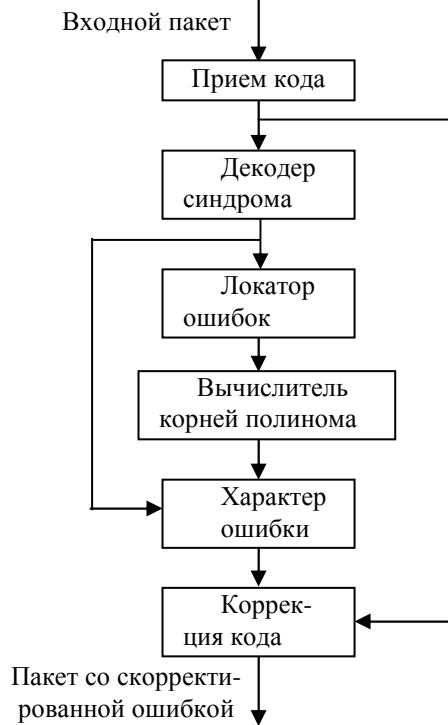 Входной пакет
Прием кода
Декодер
синдрома
Локатор
ошибок
Вычислитель
корней полинома
Характер
ошибки
Коррек-
ция кода
Пакет со скорректи-
рованной ошибкой